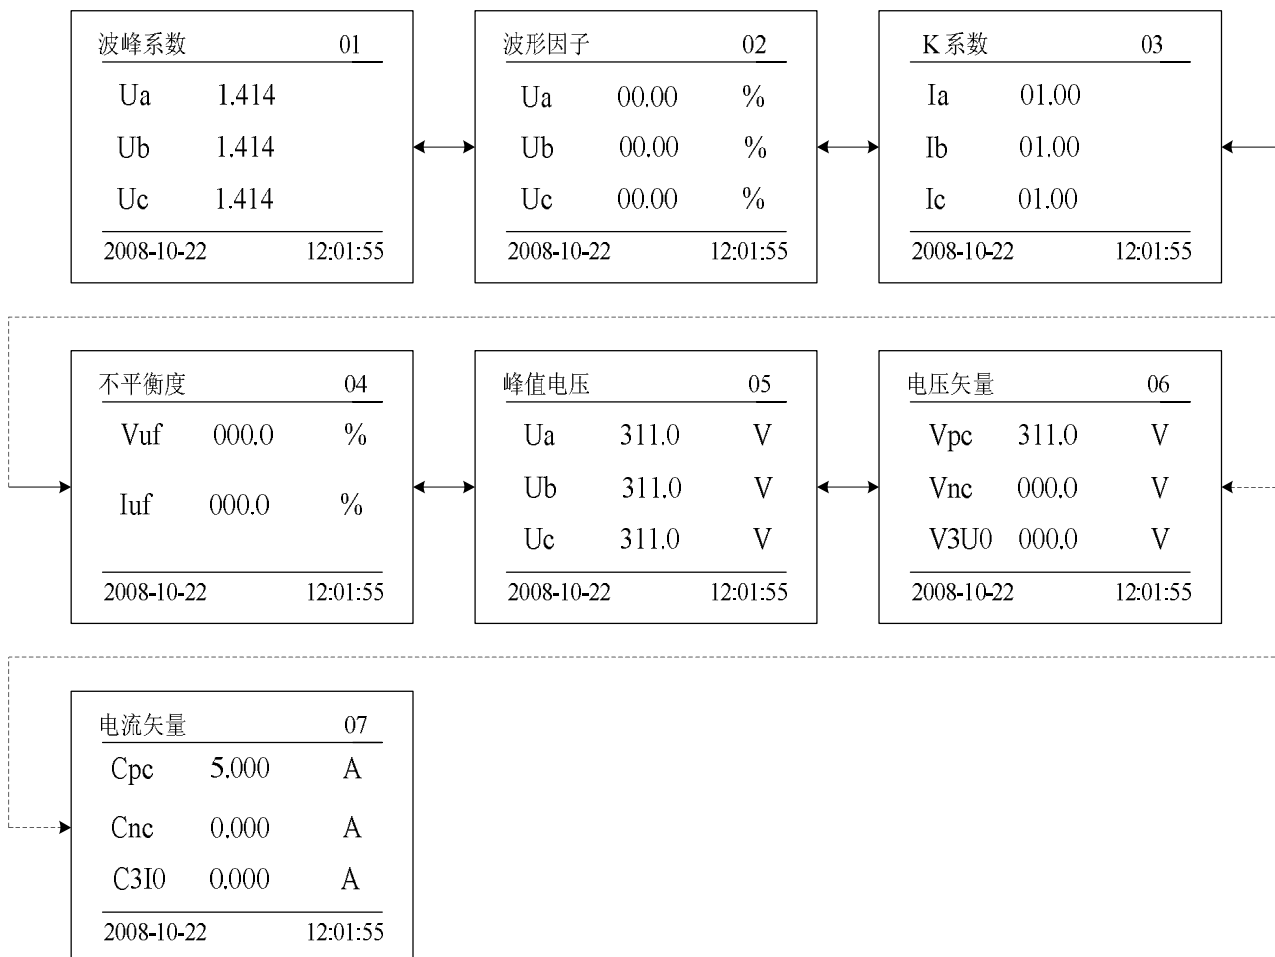 波峰系数 01
Ua 1.414
Ub 1.414
Uc 1.414
2008-10-22 12:01:55
波形因子 02
Ua 00.00 %
Ub 00.00 %
Uc 00.00 %
2008-10-22 12:01:55
K系数 03
Ia 01.00
Ib 01.00
Ic 01.00
2008-10-22 12:01:55
不平衡度 04
Vuf 000.0 %
Iuf 000.0 %
2008-10-22 12:01:55
峰值电压 05
Ua 311.0 V
Ub 311.0 V
Uc 311.0 V
2008-10-22 12:01:55
电压矢量 06
Vpc 311.0 V
Vnc 000.0 V
V3U0 000.0 V
2008-10-22 12:01:55
电流矢量 07
Cpc 5.000 A
Cnc 0.000 A
C3I0 0.000 A
2008-10-22 12:01:55